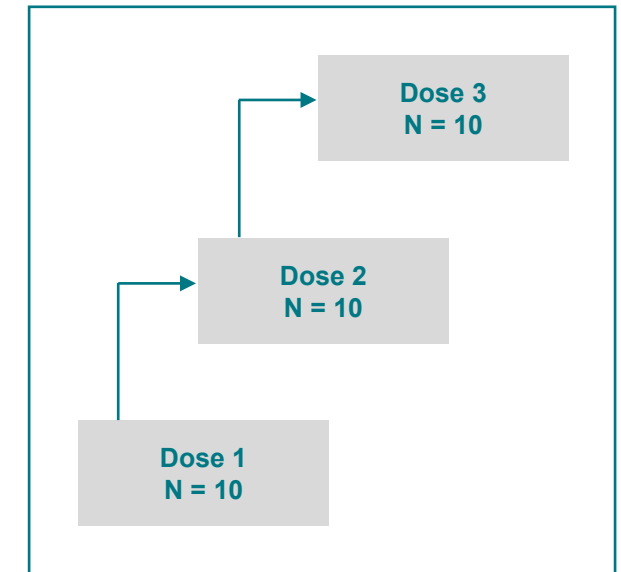 Dose 3
N = 10
Dose 2
N = 10
Dose 1
N = 10